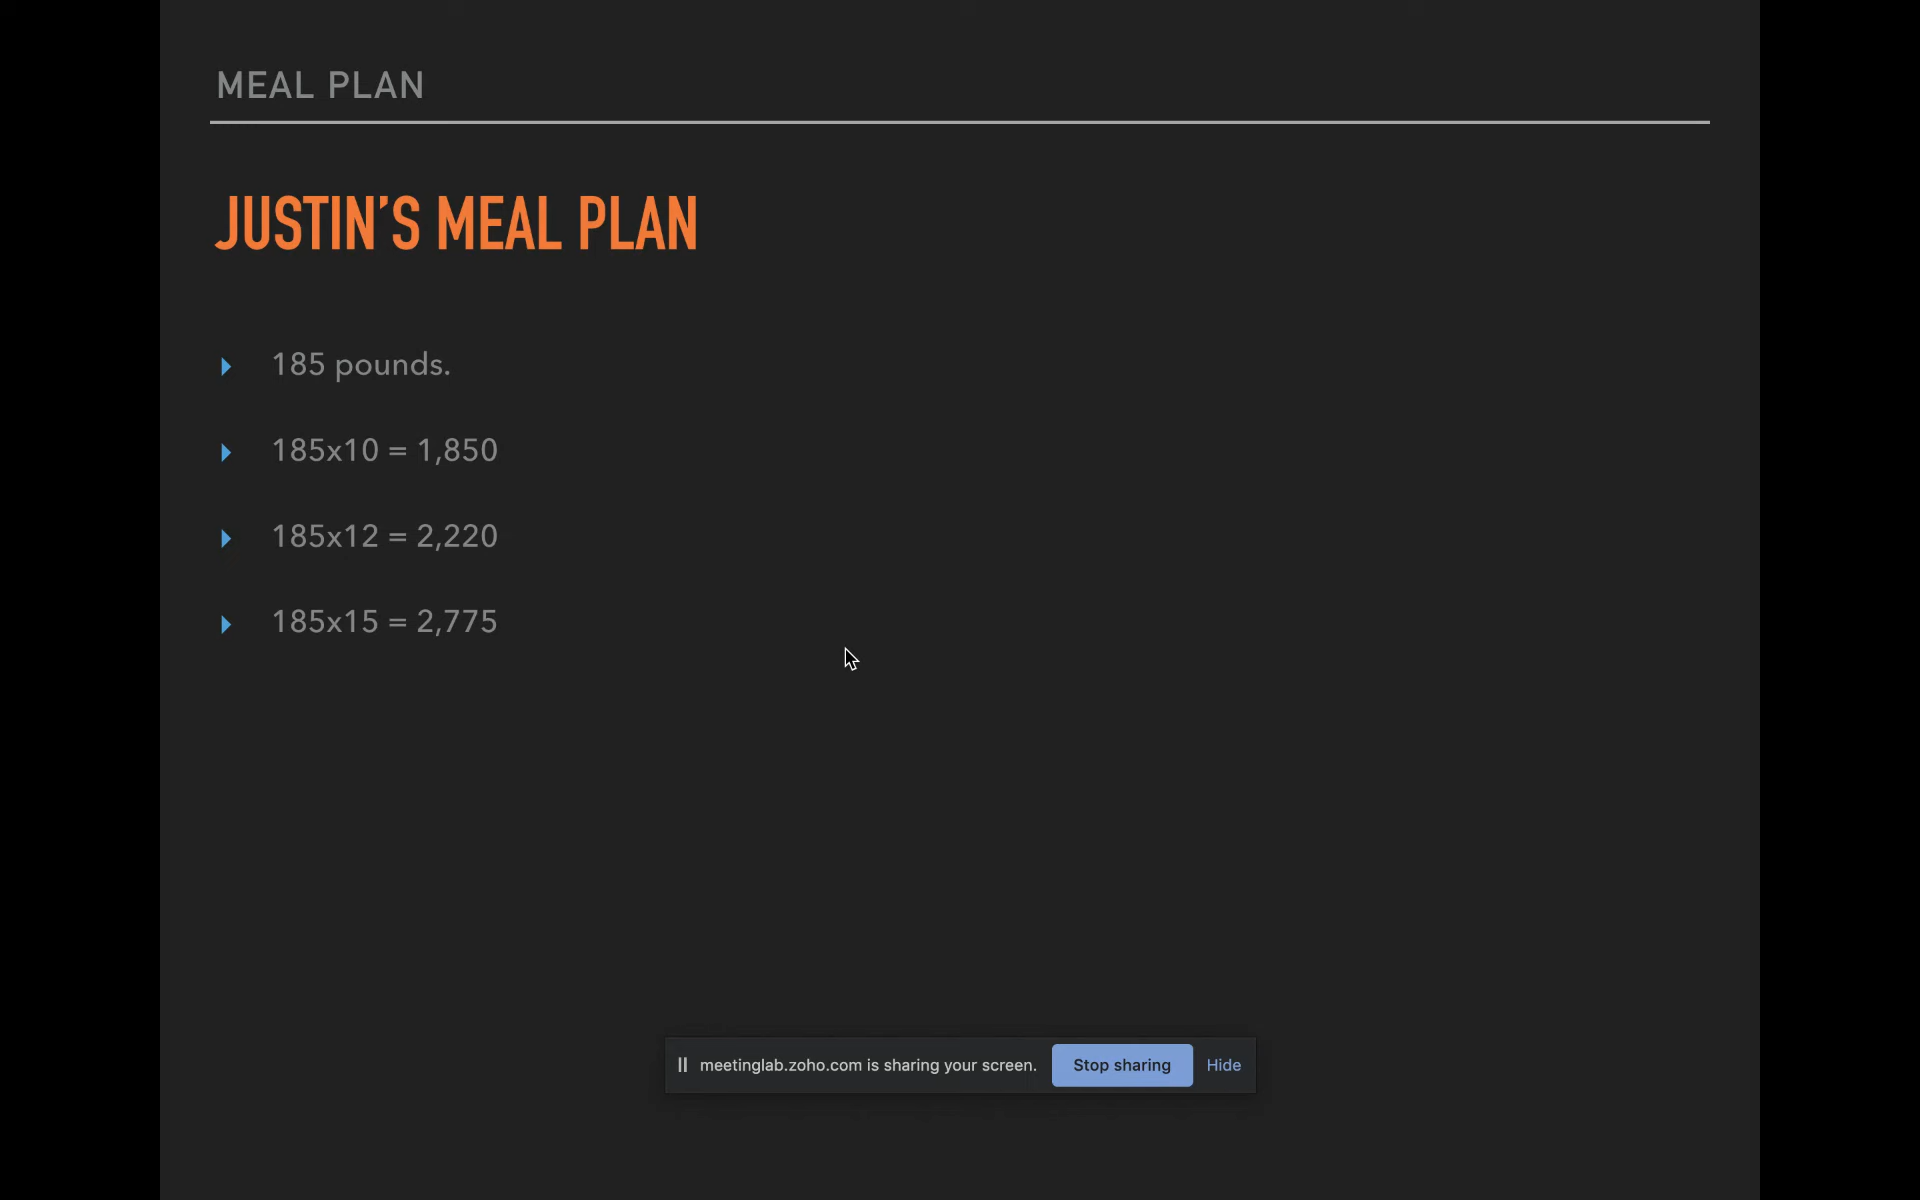 MEAL PLAN
JUSTIN’S MEAL PLAN
185 pounds.
185x10 = 1,850
185x12 = 2,220
185x15 = 2,775
meetinglab.zoho.com is sharing your screen. Stop sharing Hide